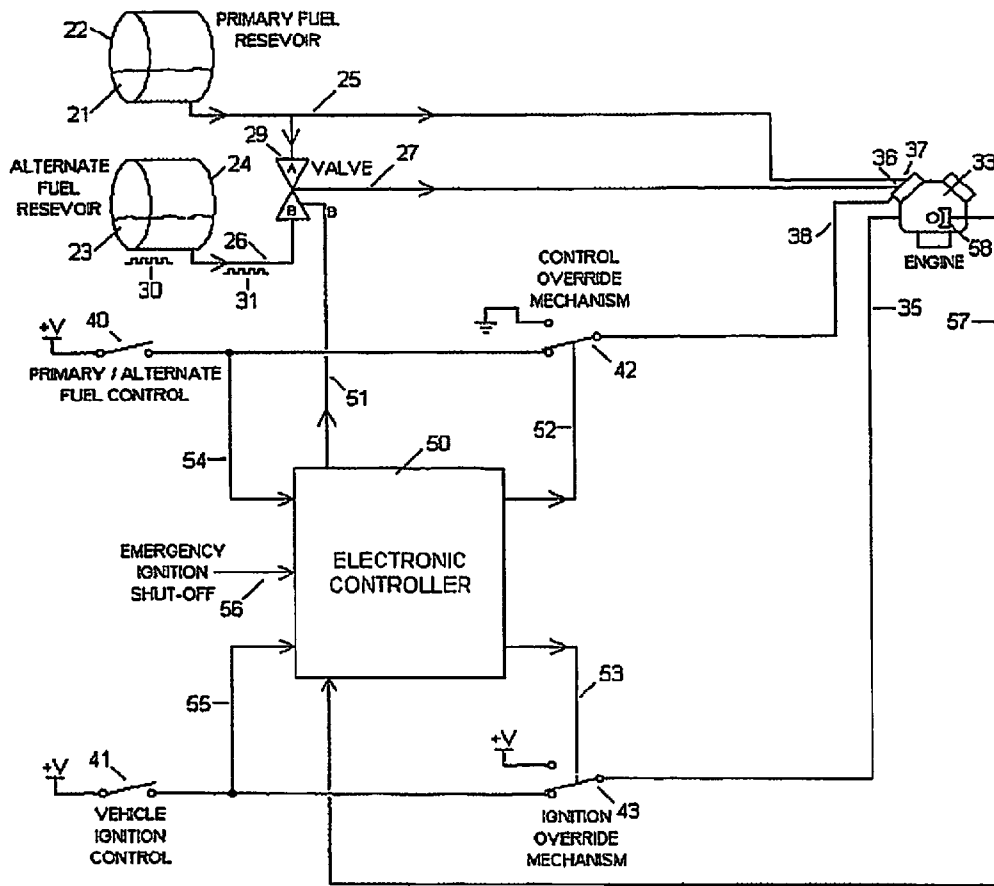 PRIMARY FUEL
RESEVOIR
22
21
25
ALTERNATE
FUEL
RESEVOIR
24
23
29
A
VALVE
27
B
B
26
30
31
36
37
33
38
58
ENGINE
35
57
CONTROL
OVERRIDE
MECHANISM
+V
40
42
PRIMARY / ALTERNATE
FUEL CONTROL
51
52
54
50
EMERGENCY
IGNITION
SHUT-OFF
56
ELECTRONIC
CONTROLLER
55
53
+V
41
+V
43
VEHICLE
IGNITION
CONTROL
IGNITION
OVERRIDE
MECHANISM